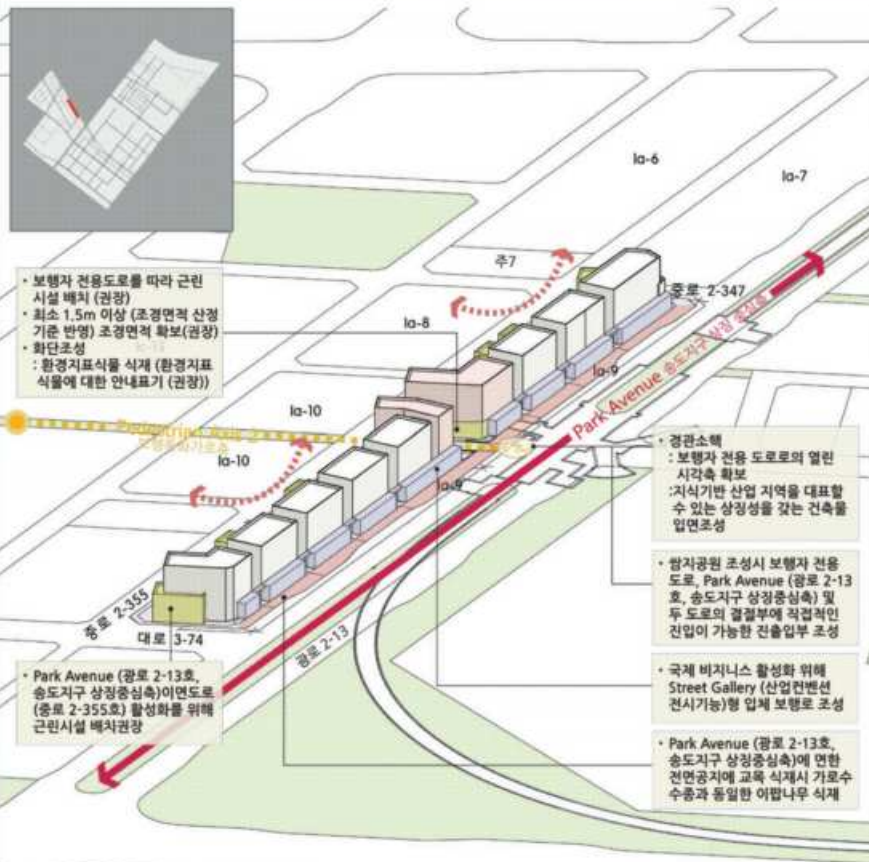 Ia-6
Ia-7
주7
중로 2-347
Ia-8
Ia-9
Park Avenue 송도지구 상징 중심축
Ia-10
Pedestrian Axis 2
Ia-10
Ia-9
중로 2-355
대로 3-74
광로 2-13
• 보행자 전용도로를 따라 근린
시설 배치 (권장)
• 최소 1.5m 이상 (조경면적 산정
기준 반영) 조경면적 확보(권장)
• 화단조성
: 환경지표식물 식재 (환경지표
식물에 대한 안내표기 (권장))
• Park Avenue (광로 2-13호,
송도지구 상징중심축)이면도로
(중로 2-355호) 활성화를 위해
근린시설 배치권장
• 경관소핵
: 보행자 전용 도로로의 열린
시각축 확보
:지식기반 산업 지역을 대표할
수 있는 상징성을 갖는 건축물
입면조성
• 쌈지공원 조성시 보행자 전용
도로, Park Avenue (광로 2-13
호, 송도지구 상징중심축) 및
두 도로의 결절부에 직접적인
진입이 가능한 진출입부 조성
• 국제 비지니스 활성화 위해
Street Gallery (산업컨벤션
전시기능)형 입체 보행로 조성
• Park Avenue (광로 2-13호,
송도지구 상징중심축)에 면한
전면공지에 교목 식재시 가로수
수종과 동일한 이팝나무 식재